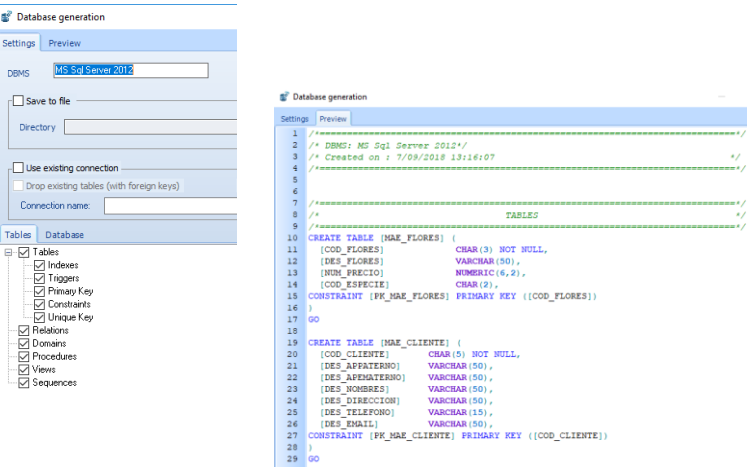 Database generation
Settings Preview
DBMS MS Sql Server 2012
Save to file
Directory
Use existing connection
Drop existing tables (with foreign keys)
Connection name:
Tables Database
Tables
Indexes
Triggers
Primary Key
Constraints
Unique Key
Relations
Domains
Procedures
Views
Sequences
Database generation
Settings Preview
1 /*==============================================================================*/
2 /* DBMS: MS Sql Server 2012*/
3 /* Created on : 7/09/2018 13:16:07 */
4 /*==============================================================================*/
5
6
7 /*==============================================================================*/
8 /* TABLES */
9 /*==============================================================================*/
10 CREATE TABLE [MAE_FLORES] (
11 [COD_FLORES] CHAR(3) NOT NULL,
12 [DES_FLORES] VARCHAR(50),
13 [NUM_PRECIO] NUMERIC(6,2),
14 [COD_ESPECIE] CHAR(2),
15 CONSTRAINT [PK_MAE_FLORES] PRIMARY KEY ([COD_FLORES])
16 )
17 GO
18
19 CREATE TABLE [MAE_CLIENTE] (
20 [COD_CLIENTE] CHAR(5) NOT NULL,
21 [DES_APPATERNO] VARCHAR(50),
22 [DES_APEMATERNO] VARCHAR(50),
23 [DES_NOMBRES] VARCHAR(50),
24 [DES_DIRECCION] VARCHAR(50),
25 [DES_TELEFONO] VARCHAR(15),
26 [DES_EMAIL] VARCHAR(50),
27 CONSTRAINT [PK_MAE_CLIENTE] PRIMARY KEY ([COD_CLIENTE])
28 )
29 GO